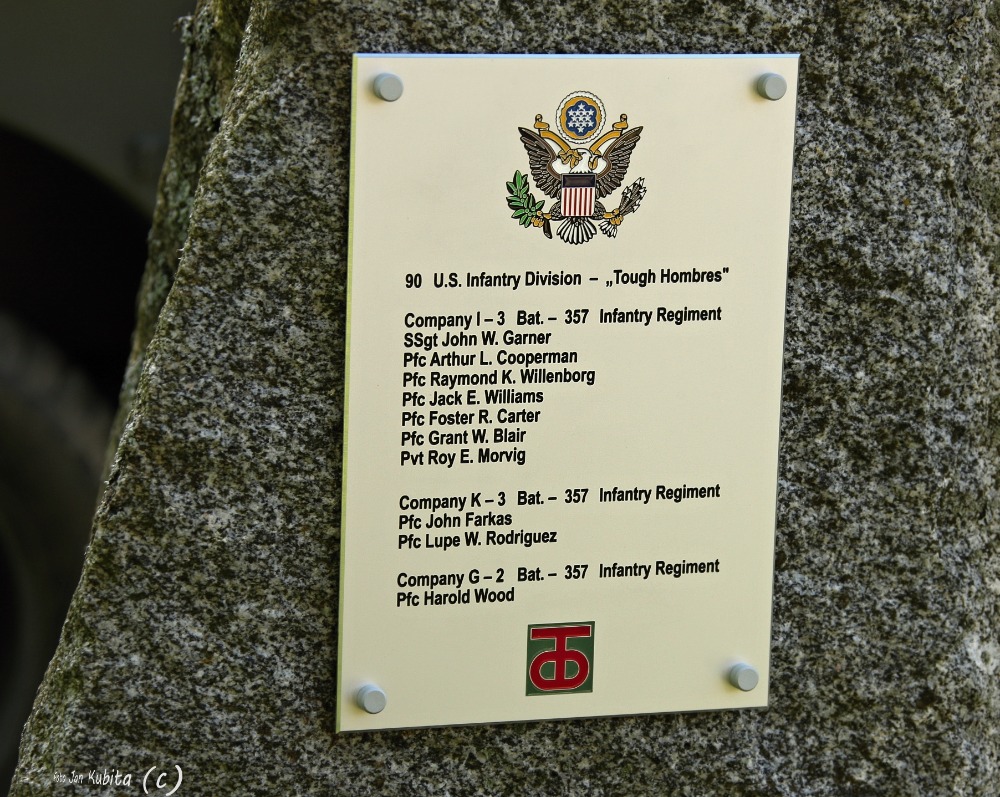 90 U.S. Infantry Division – „Tough Hombres"
Company I – 3 Bat. – 357 Infantry Regiment
SSgt John W. Garner
Pfc Arthur L. Cooperman
Pfc Raymond K. Willenborg
Pfc Jack E. Williams
Pfc Foster R. Carter
Pfc Grant W. Blair
Pvt Roy E. Morvig
Company K – 3 Bat. – 357 Infantry Regiment
Pfc John Farkas
Pfc Lupe W. Rodriguez
Company G – 2 Bat. – 357 Infantry Regiment
Pfc Harold Wood
TO
Foto Jan Kubita (c)